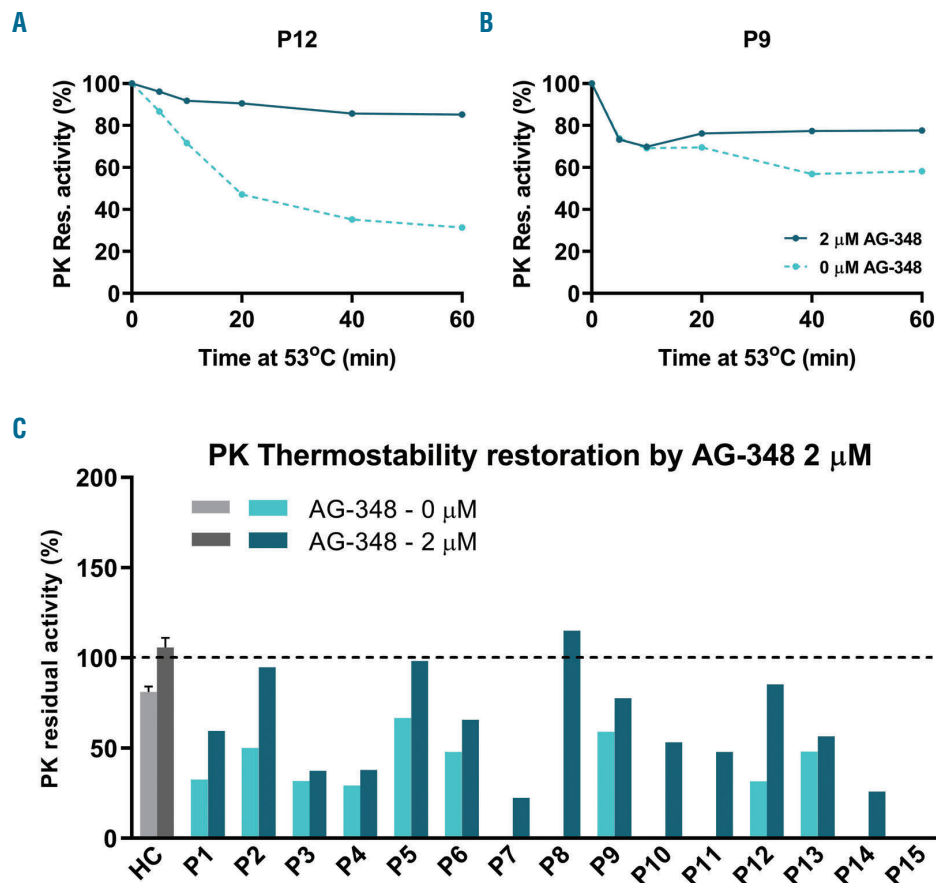 A
P12
PK Res. activity (%)
100
80
60
40
20
0
0 20 40 60
Time at 53°C (min)
B
P9
PK Res. activity (%)
100
80
60
40
20
0
2 μM AG-348
0 μM AG-348
0 20 40 60
Time at 53°C (min)
C
PK Thermostability restoration by AG-348 2 μM
PK residual activity (%)
200
150
100
50
0
AG-348 - 0 μM
AG-348 - 2 μM
HC P1 P2 P3 P4 P5 P6 P7 P8 P9 P10 P11 P12 P13 P14 P15